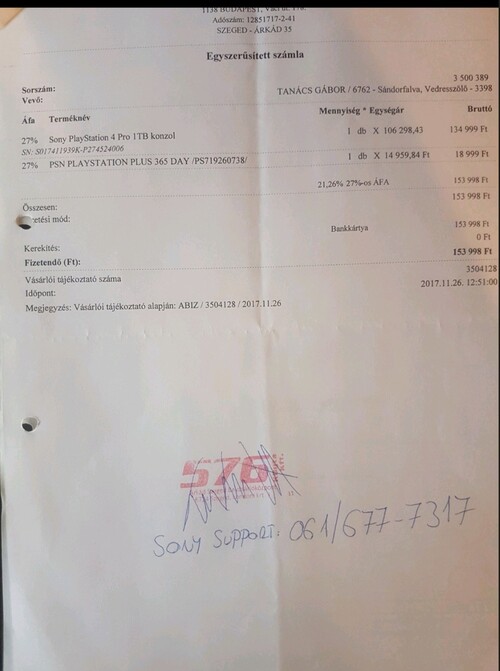 1138 BUDAPEST,
Adószám: 12851717-2-41
SZEGED - ÁRKÁD 35
Egyszerűsített számla
3 500 389
Sorszám:
Vevő: TANÁCS GÁBOR / 6762 - Sándorfalva, Vedresszölő - 3398
Áfa Terméknév Mennyiség * Egységár Bruttó
27% Sony PlayStation 4 Pro 1TB konzol 1 db X 106 298,43 134 999 Ft
SN: S017411939K-P274524006
27% PSN PLAYSTATION PLUS 365 DAY /PS719260738/ 1 db X 14 959,84 Ft 18 999 Ft
21,26% 27%-os ÁFA 153 998 Ft
Összesen: 153 998 Ft
etési mód: Bankkártya 153 998 Ft
Kerekítés: 0 Ft
Fizetendő (Ft): 153 998 Ft
Vásárlói tájékoztató száma 3504128
Időpont: 2017.11.26. 12:51:00
Megjegyzés: Vásárlói tájékoztató alapján: ABIZ / 3504128 / 2017.11.26
576
SONY SUPPORT: 061/677-7317